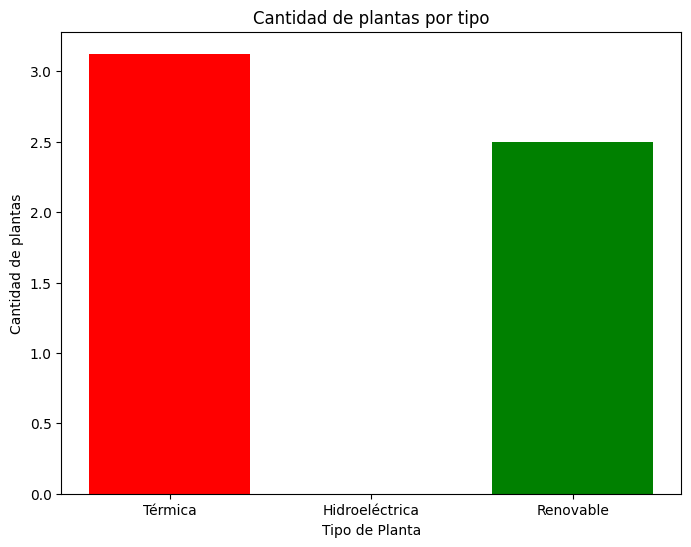 Cantidad de plantas por tipo
Cantidad de plantas
3.0
2.5
2.0
1.5
1.0
0.5
0.0
Térmica
Hidroeléctrica
Renovable
Tipo de Planta